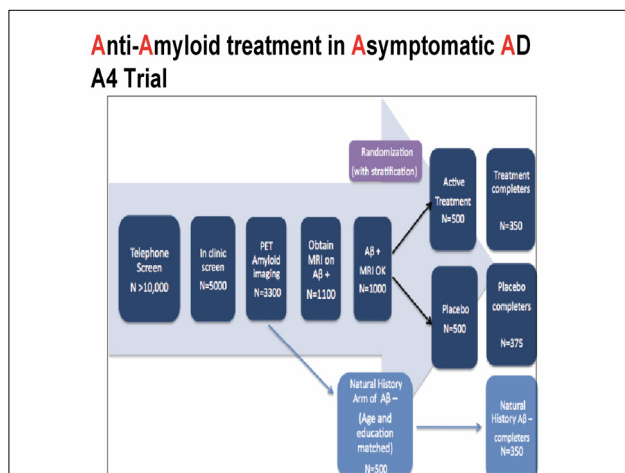 Anti-Amyloid treatment in Asymptomatic AD
A4 Trial
Randomization
(with stratification)
Telephone
Screen
N >10,000
In clinic
screen
N=5000
PET
Amyloid
imaging
N=3300
Obtain
MRI on
Aβ +
N=1100
Aβ +
MRI OK
N=1000
Active
Treatment
N=500
Treatment
completers
N=350
Placebo
N=500
Placebo
completers
N=375
Natural History
Arm of Aβ –
(Age and
education
matched)
N=500
Natural
History Aβ –
completers
N=350